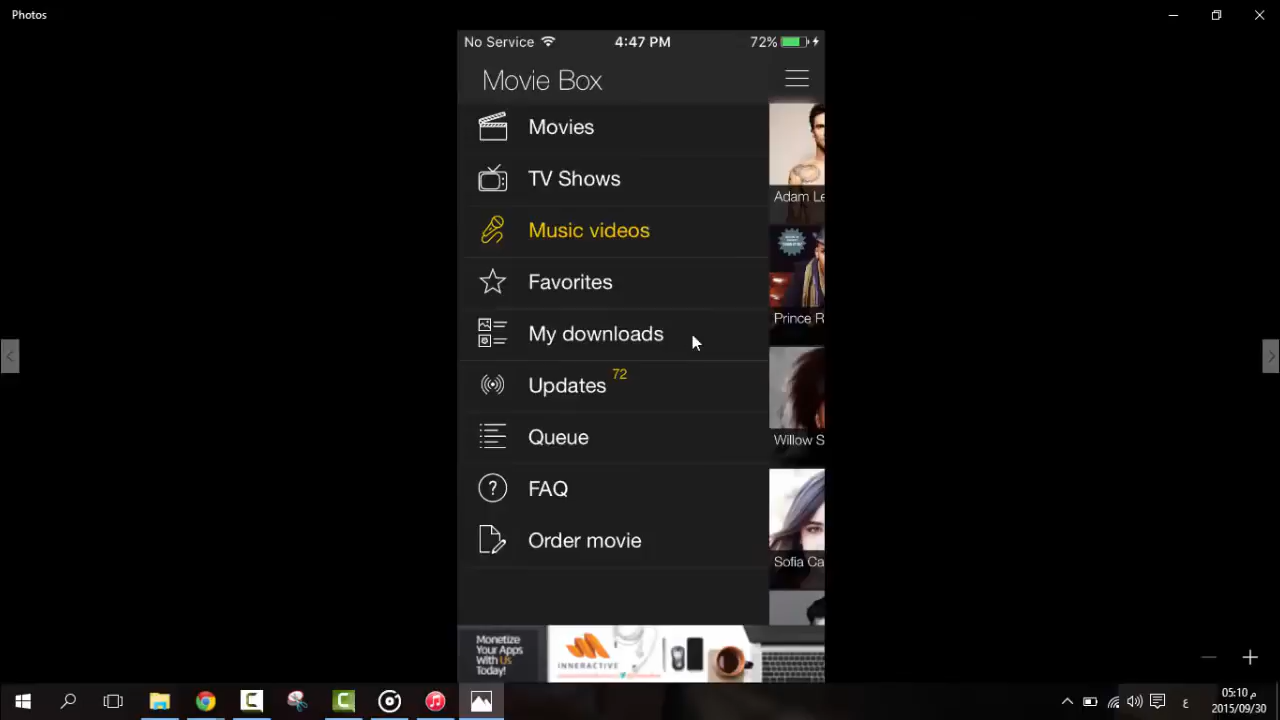 Photos
No Service 4:47 PM 72%
Movie Box
Movies
TV Shows
Music videos
Favorites
My downloads
Updates 72
Queue
FAQ
Order movie
Adam Le
Prince R
Willow S
Sofia Ca
Monetize
Your Apps
With Us
Today!
INNERACTIVE
ع
05:10 م
2015/09/30